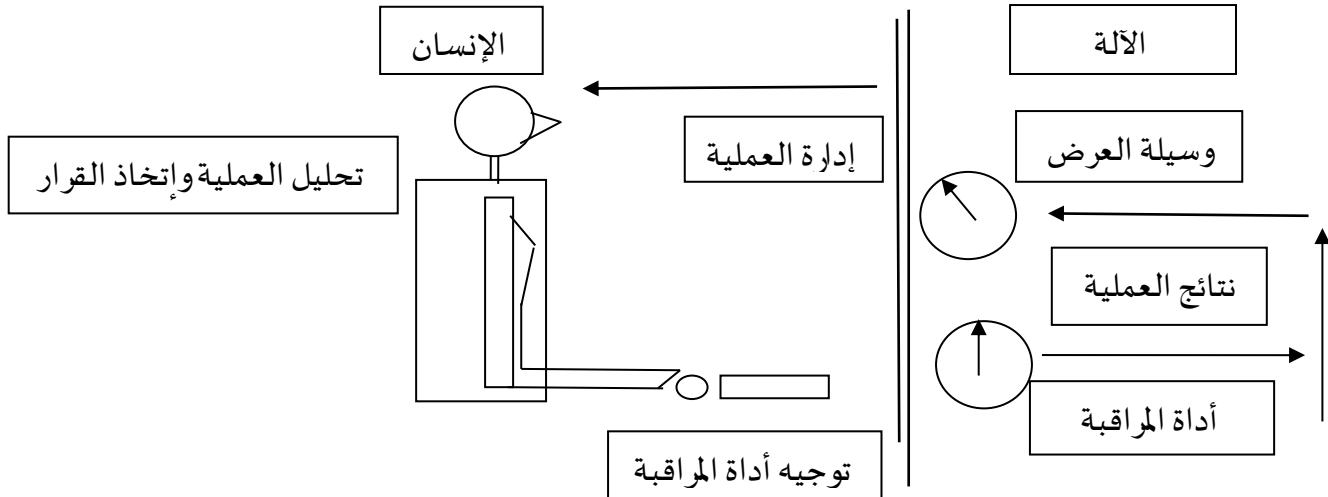 الآلة
الإنسان
وسيلة العرض
إدارة العملية
تحليل العملية وإتخاذ القرار
نتائج العملية
أداة المراقبة
توجيه أداة المراقبة